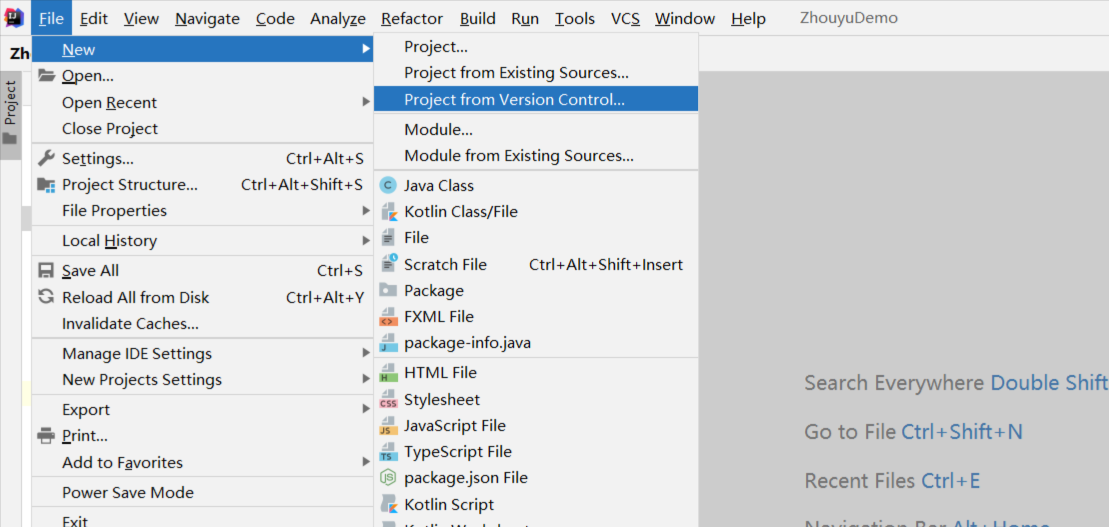 File Edit View Navigate Code Analyze Refactor Build Run Tools VCS Window Help ZhouyuDemo
Project
New
Open...
Open Recent
Close Project
Settings... Ctrl+Alt+S
Project Structure... Ctrl+Alt+Shift+S
File Properties
Local History
Save All Ctrl+S
Reload All from Disk Ctrl+Alt+Y
Invalidate Caches...
Manage IDE Settings
New Projects Settings
Export
Print...
Add to Favorites
Power Save Mode
Exit
Project...
Project from Existing Sources...
Project from Version Control...
Module...
Module from Existing Sources...
Java Class
Kotlin Class/File
File
Scratch File Ctrl+Alt+Shift+Insert
Package
FXML File
package-info.java
HTML File
Stylesheet
JavaScript File
TypeScript File
package.json File
Kotlin Script
Search Everywhere Double Shift
Go to File Ctrl+Shift+N
Recent Files Ctrl+E
Navigation Bar Alt+Home